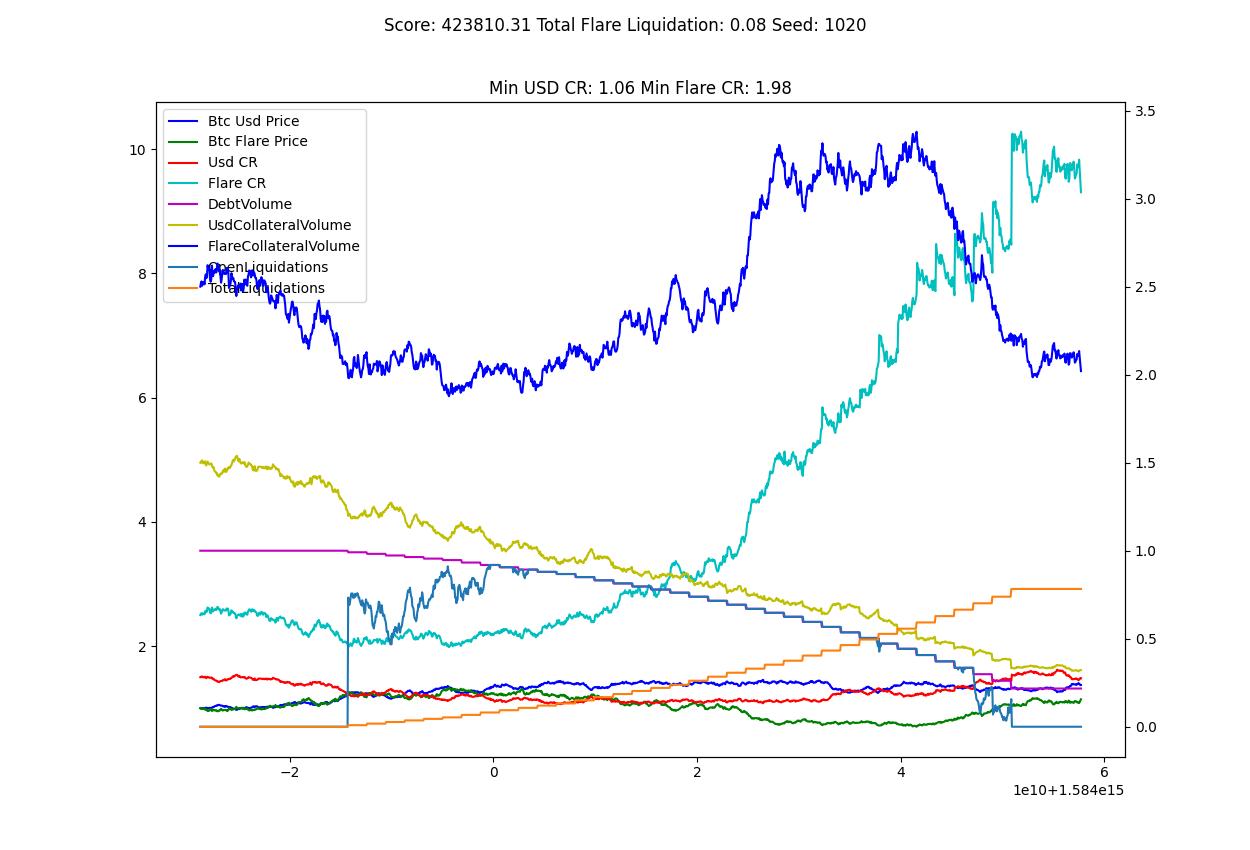 Score: 423810.31 Total Flare Liquidation: 0.08 Seed: 1020
Min USD CR: 1.06 Min Flare CR: 1.98
Btc Usd Price
Btc Flare Price
Usd CR
Flare CR
DebtVolume
UsdCollateralVolume
FlareCollateralVolume
OpenLiquidations
TotalLiquidations
10
8
6
4
2
3.5
3.0
2.5
2.0
1.5
1.0
0.5
0.0
−2
0
2
4
6
1e10+1.584e15